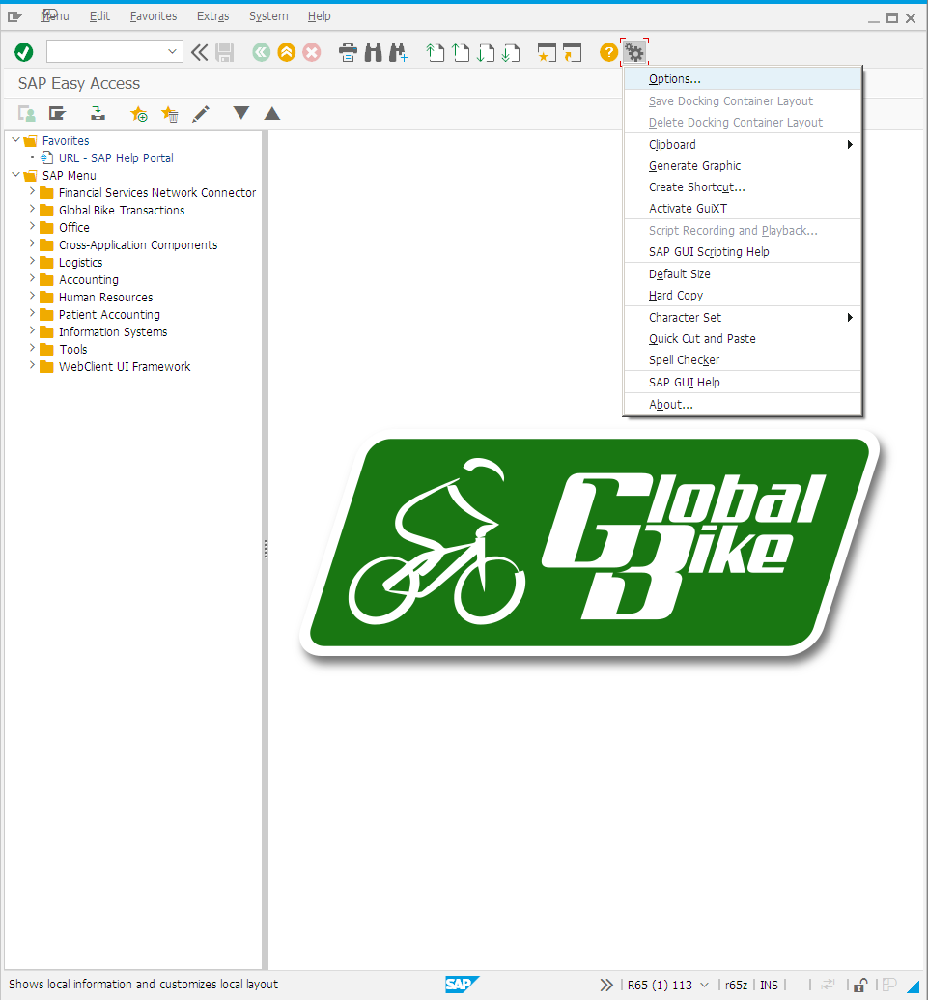 Menu Edit Favorites Extras System Help
SAP Easy Access
Options...
Save Docking Container Layout
Delete Docking Container Layout
Clipboard
Generate Graphic
Create Shortcut...
Activate GuiXT
Script Recording and Playback...
SAP GUI Scripting Help
Default Size
Hard Copy
Character Set
Quick Cut and Paste
Spell Checker
SAP GUI Help
About...
Favorites
URL - SAP Help Portal
SAP Menu
Financial Services Network Connector
Global Bike Transactions
Office
Cross-Application Components
Logistics
Accounting
Human Resources
Patient Accounting
Information Systems
Tools
WebClient UI Framework
Global
Bike
Shows local information and customizes local layout SAP R65 (1) 113 r65z INS